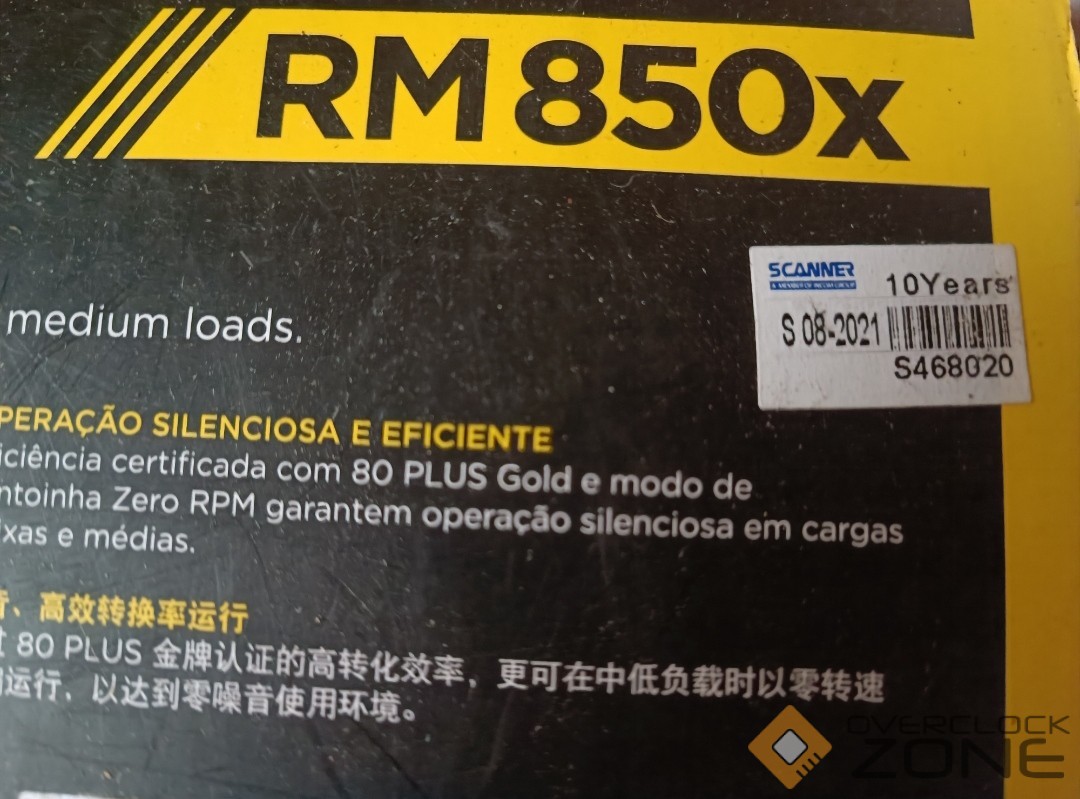 RM850x
medium loads.
SCANNER
10Years
S 08-2021
S468020
PERAÇÃO SILENCIOSA E EFICIENTE
iciência certificada com 80 PLUS Gold e modo de
ntoinha Zero RPM garantem operação silenciosa em cargas
ixas e médias.
、高效转换率运行
80 PLUS 金牌认证的高转化效率，更可在中低负载时以零转速
运行，以达到零噪音使用环境。
OVERCLOCK
ZONE